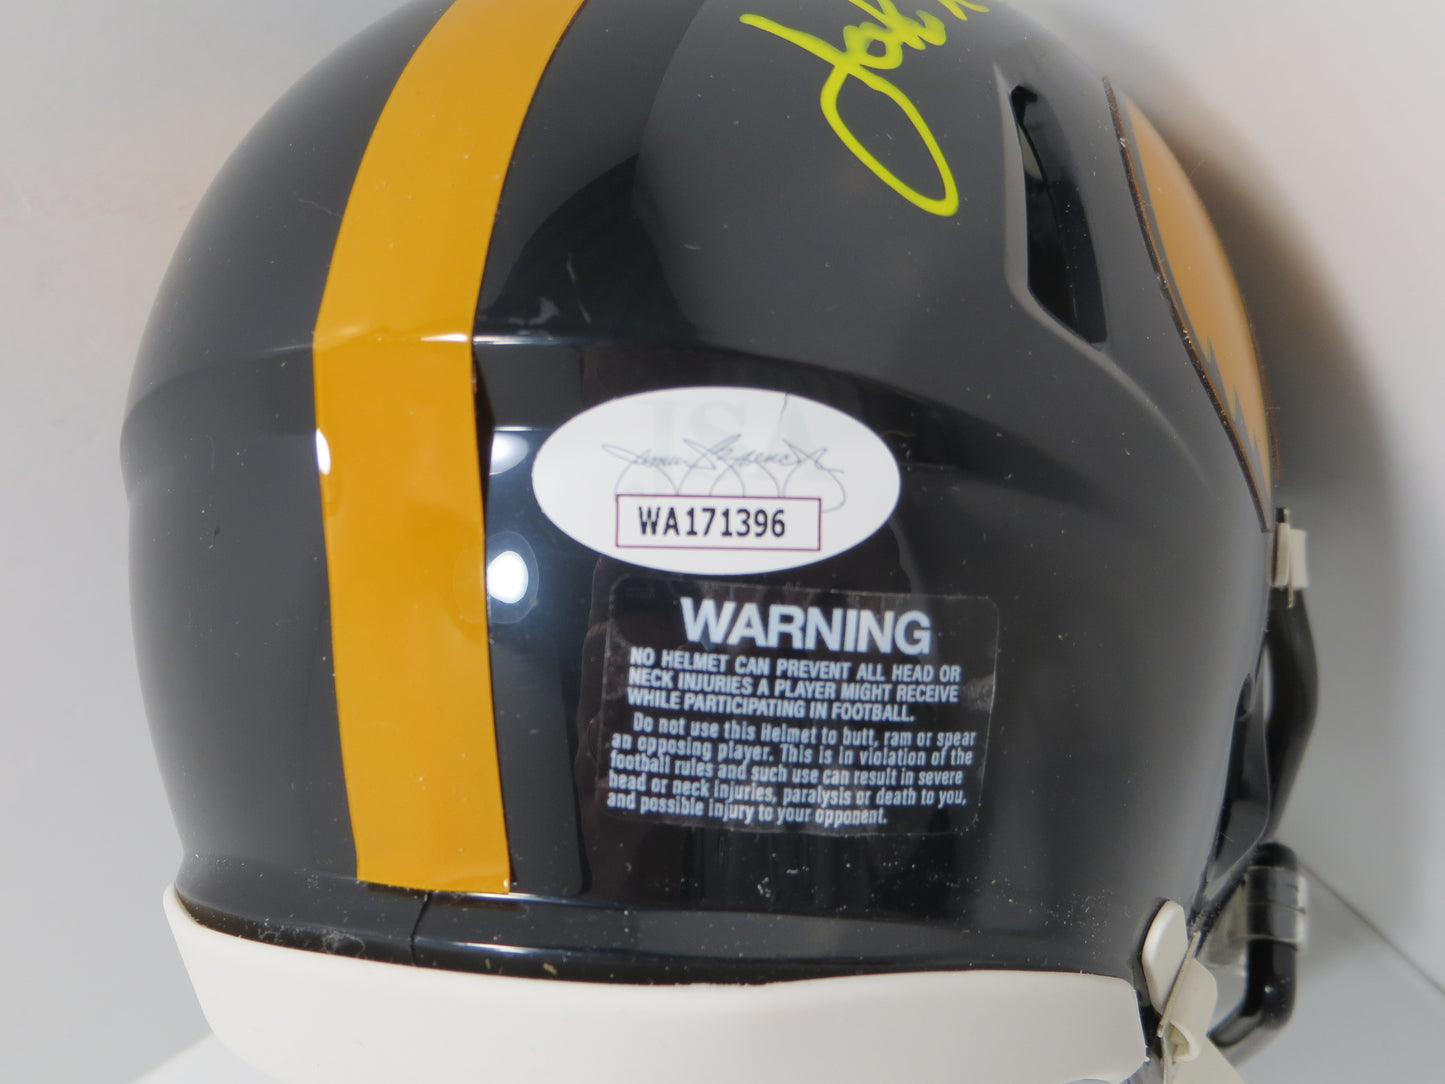 John
JSA
WA171396
WARNING
NO HELMET CAN PREVENT ALL HEAD OR
NECK INJURIES A PLAYER MIGHT RECEIVE
WHILE PARTICIPATING IN FOOTBALL.
Do not use this Helmet to butt, ram or spear
an opposing player. This is in violation of the
football rules and such use can result in severe
head or neck injuries, paralysis or death to you,
and possible injury to your opponent.